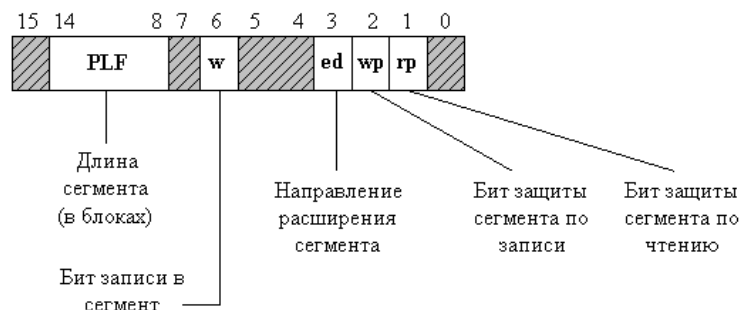 15 14 8 7 6 5 4 3 2 1 0
PLF w ed wp rp
Длина
сегмента
(в блоках)
Направление
расширения
сегмента
Бит защиты
сегмента по
записи
Бит защиты
сегмента по
чтению
Бит записи в
сегмент